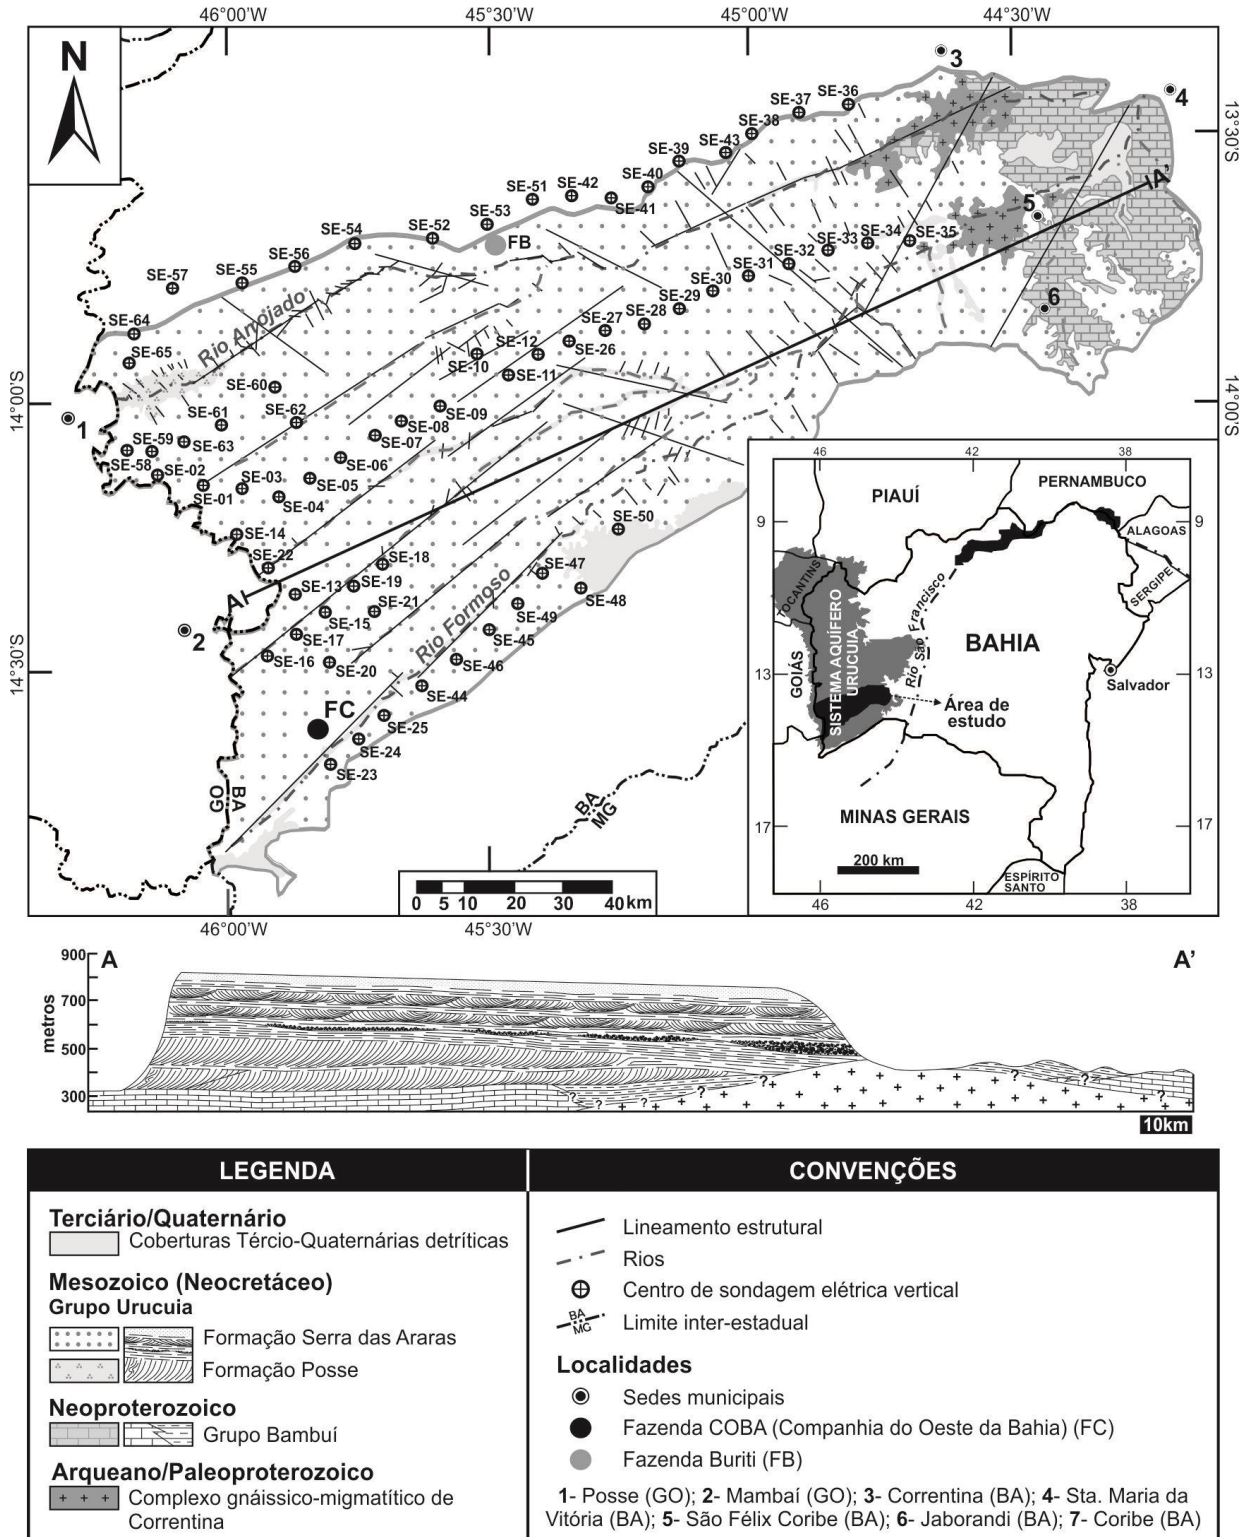 46°00'W
45°30'W
45°00'W
44°30'W
N
3
4
13°30'S
SE-36
SE-37
SE-38
SE-43
SE-39
SE-40
SE-41
SE-42
SE-51
SE-53
SE-52
SE-54
SE-56
SE-55
SE-57
SE-64
SE-65
FB
A'
5
6
SE-35
SE-34
SE-33
SE-32
SE-31
SE-30
SE-29
SE-28
SE-27
SE-26
SE-12
SE-10
SE-11
Rio Arrojado
SE-60
SE-61
SE-62
SE-63
SE-59
SE-58
SE-02
SE-01
SE-03
SE-04
SE-05
SE-06
SE-07
SE-08
SE-09
14°00'S
14°00'S
1
SE-14
SE-22
SE-13
SE-18
SE-19
SE-21
SE-15
SE-17
SE-16
SE-20
A
2
SE-50
SE-47
SE-48
SE-49
SE-45
SE-46
SE-44
SE-25
SE-24
SE-23
Rio Formoso
14°30'S
FC
BA
GO
BA
MG
0 5 10 20 30 40km
46°00'W
45°30'W
46
42
38
PIAUÍ
PERNAMBUCO
9
9
ALAGOAS
SERGIPE
TOCANTINS
SISTEMA AQUÍFERO
URUCUIA
Rio São Francisco
BAHIA
GOIÁS
13
13
Salvador
Área de
estudo
MINAS GERAIS
17
17
200 km
ESPÍRITO
SANTO
46
42
38
900
A
A'
700
metros
500
300
? ? ? ? ? ? ? ?
10km
LEGENDA
Terciário/Quaternário
Coberturas Tércio-Quaternárias detríticas
Mesozoico (Neocretáceo)
Grupo Urucuia
Formação Serra das Araras
Formação Posse
Neoproterozoico
Grupo Bambuí
Arqueano/Paleoproterozoico
Complexo gnáissico-migmatítico de
Correntina
CONVENÇÕES
Lineamento estrutural
Rios
Centro de sondagem elétrica vertical
BA
MG
Limite inter-estadual
Localidades
Sedes municipais
Fazenda COBA (Companhia do Oeste da Bahia) (FC)
Fazenda Buriti (FB)
1- Posse (GO); 2- Mambaí (GO); 3- Correntina (BA); 4- Sta. Maria da
Vitória (BA); 5- São Félix Coribe (BA); 6- Jaborandi (BA); 7- Coribe (BA)